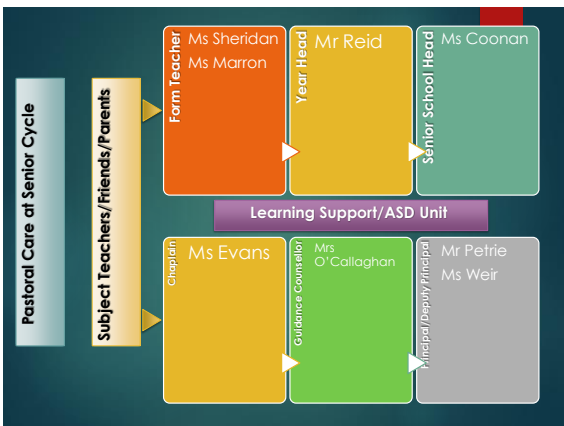 Pastoral Care at Senior Cycle
Subject Teachers/Friends/Parents
Form Teacher
Ms Sheridan
Ms Marron
Year Head
Mr Reid
Senior School Head
Ms Coonan
Learning Support/ASD Unit
Chaplain
Ms Evans
Guidance Counsellor
Mrs
O'Callaghan
Principal/Deputy Principal
Mr Petrie
Ms Weir